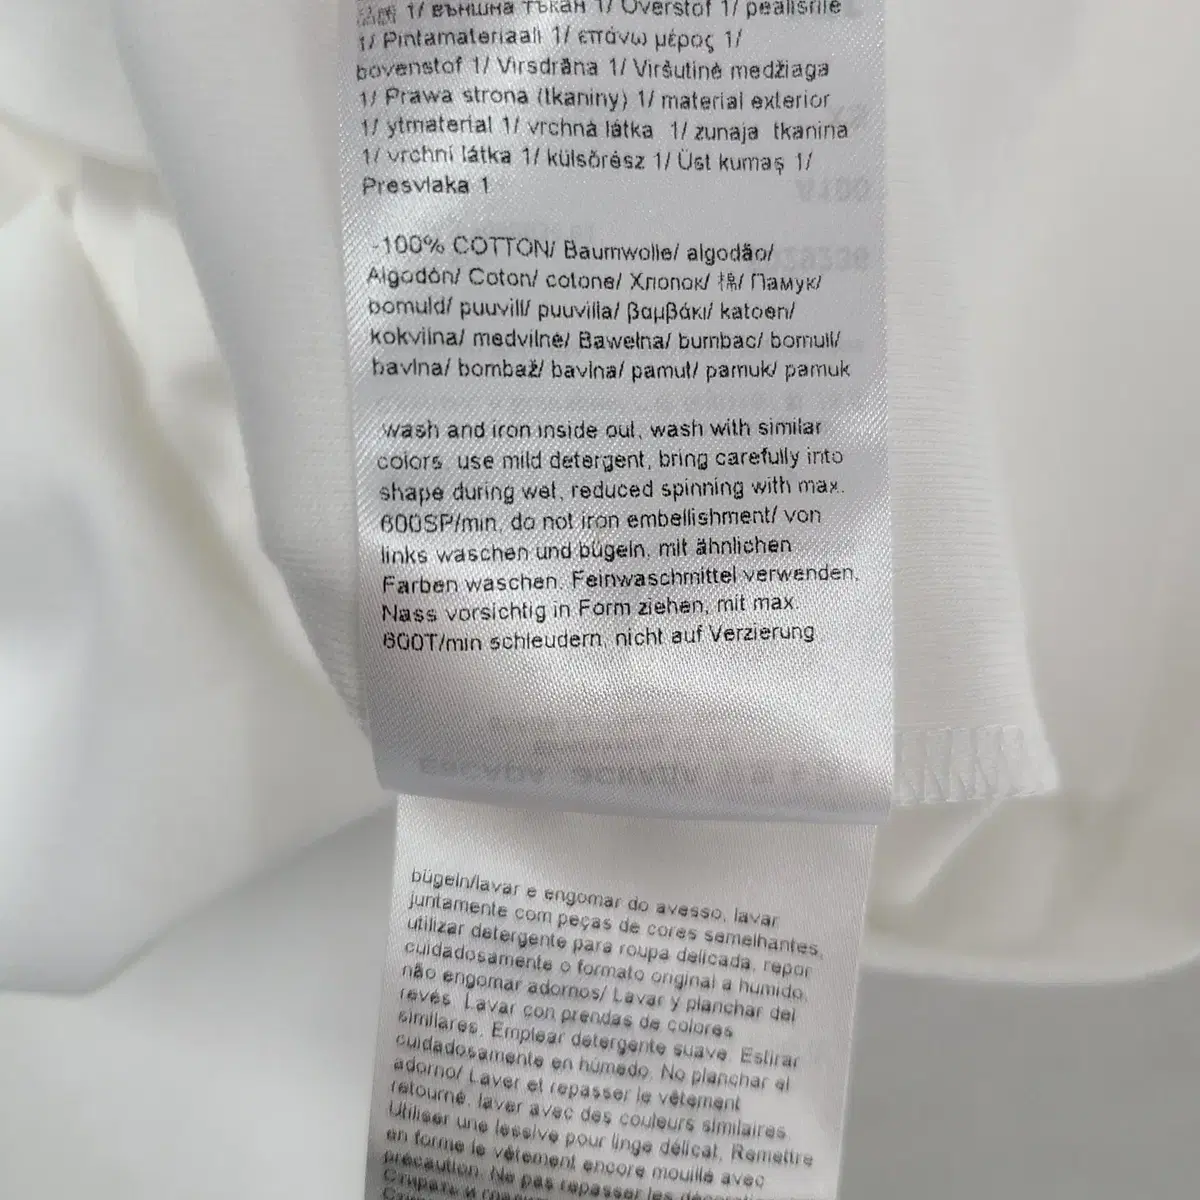 1/ външна тъкан 1/ Overstof 1/ pealisriie
1/ Pintamateriaali 1/ επάνω μέρος 1/
bovenstof 1/ Virsdrāna 1/ Viršutinė medžiaga
1/ Prawa strona (tkaniny) 1/ material exterior
1/ ytmaterial 1/ vrchná látka 1/ zunaja tkanina
1/ vrchní látka 1/ külsőrész 1/ Üst kumaş 1/
Presvlaka 1
-100% COTTON/ Baumwolle/ algodão/
Algodón/ Coton/ cotone/ Хлопок/ 棉/ Памук/
bomuld/ puuvill/ puuvilla/ βαμβάκι/ katoen/
kokvilna/ medvilnė/ Bawełna/ bumbac/ bomull/
bavlna/ bombaž/ bavlna/ pamut/ pamuk/ pamuk
wash and iron inside out, wash with similar
colors use mild detergent, bring carefully into
shape during wet, reduced spinning with max.
600SP/min. do not iron embellishment/ von
links waschen und bügeln, mit ähnlichen
Farben waschen. Feinwaschmittel verwenden,
Nass vorsichtig in Form ziehen, mit max.
600T/min schleudern, nicht auf Verzierung
bügeln/lavar e engomar do avesso, lavar
juntamente com peças de cores semelhantes,
utilizar detergente para roupa delicada, repor
cuidadosamente o formato original a humido,
não engomar adornos/ Lavar y planchar del
revés. Lavar con prendas de colores
similares. Emplear detergente suave. Estirar
cuidadosamente en húmedo. No planchar el
adorno/ Laver et repasser le vêtement
retourné, laver avec des couleurs similaires.
Utiliser une lessive pour linge délicat, Remettre
en forme le vêtement encore mouillé avec
précaution. Ne pas repasser les
Стирать и